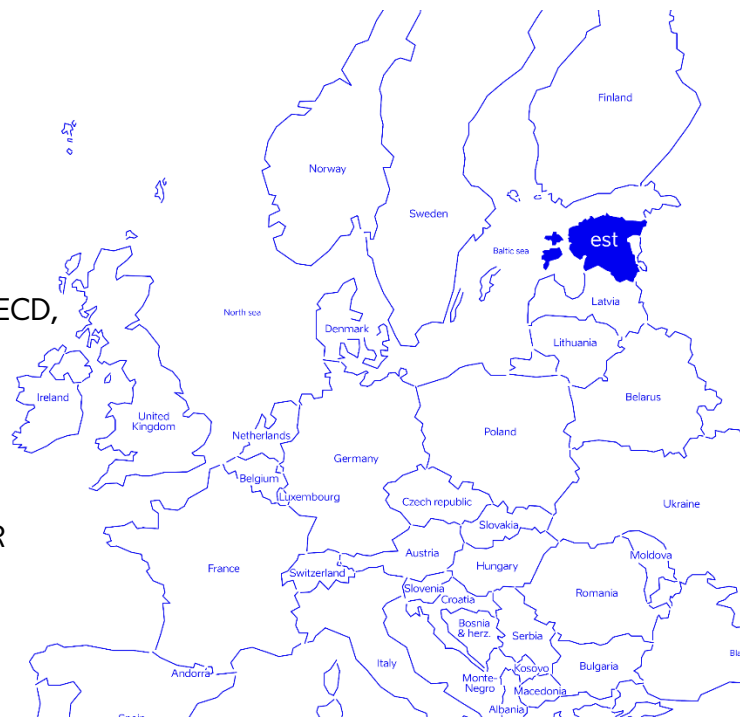 Finland
Norway
Sweden
est
Baltic sea
Latvia
ECD,
North sea
Denmark
Lithuania
Ireland
Belarus
United
Kingdom
Netherlands
Poland
Germany
Belgium
Luxembourg
Czech republic
Ukraine
Slovakia
R
Austria
Moldova
France
Switzerland
Hungary
Slovenia
Romania
Croatia
Bosnia
& herz.
Serbia
Italy
Kosovo
Bulgaria
Andorra
Monte-
Negro
Macedonia
Albania